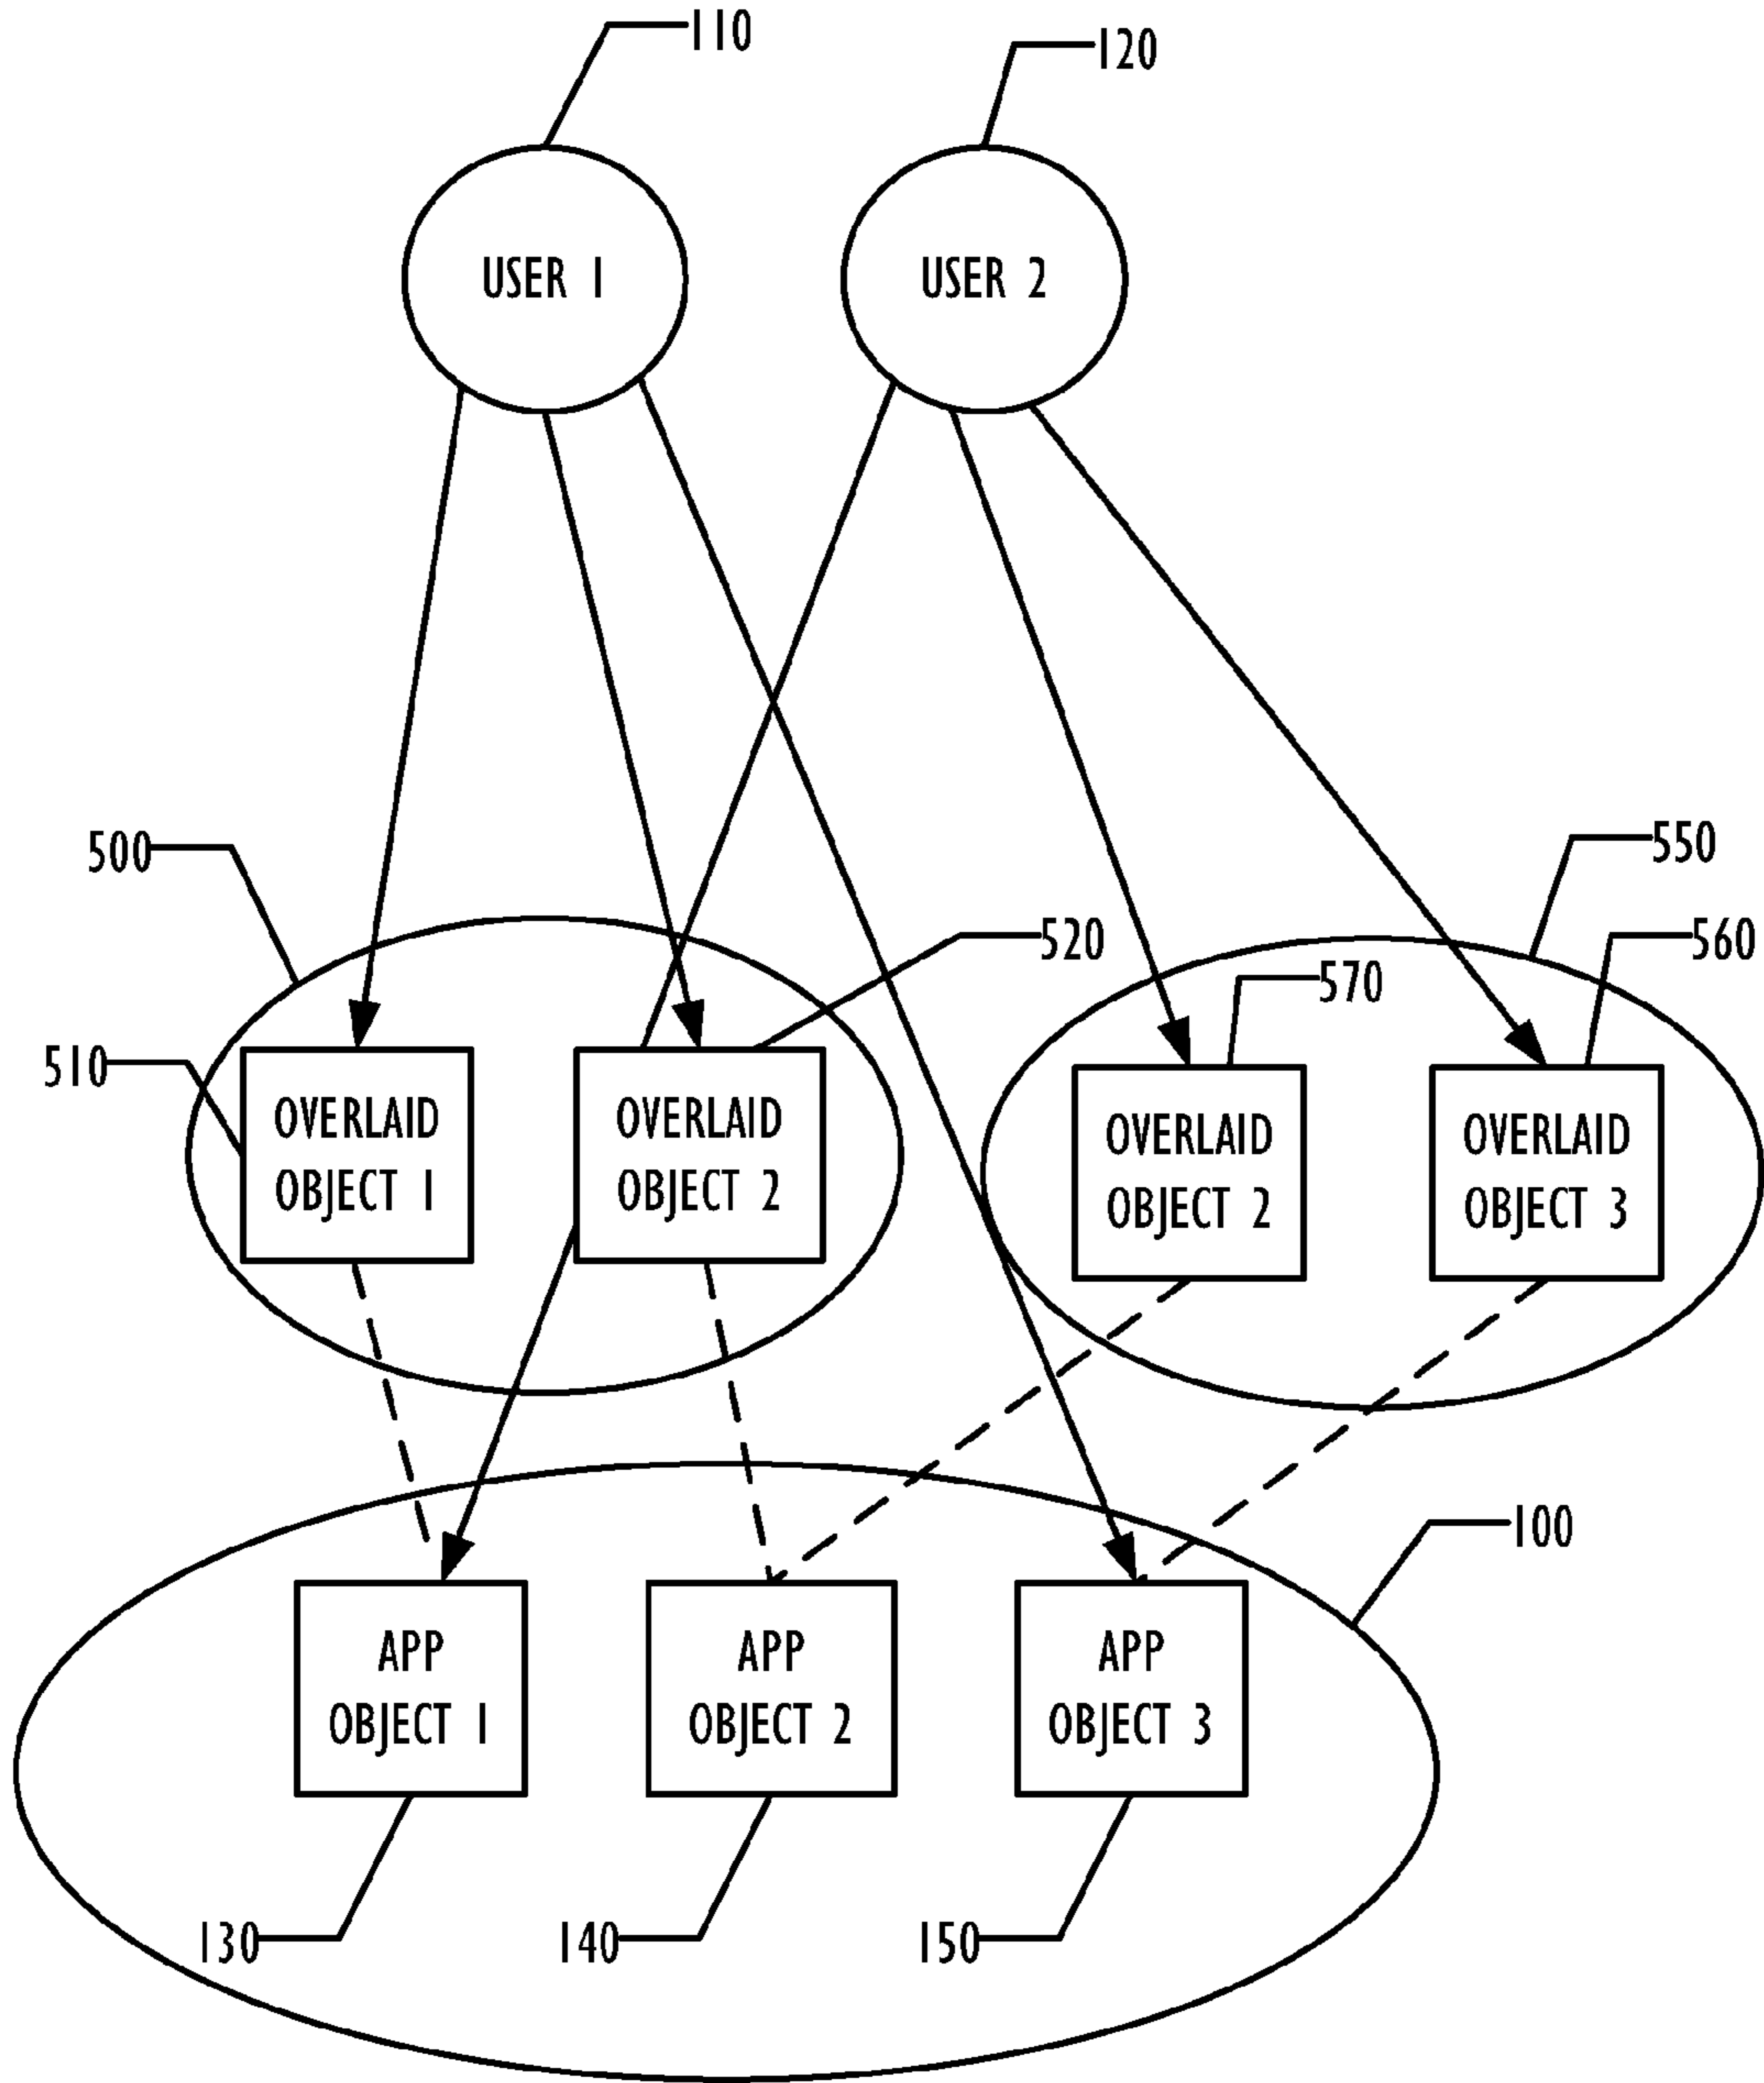 110
120
USER 1
USER 2
500
550
520
560
570
510
OVERLAID
OBJECT 1
OVERLAID
OBJECT 2
OVERLAID
OBJECT 2
OVERLAID
OBJECT 3
100
APP
OBJECT 1
APP
OBJECT 2
APP
OBJECT 3
130
140
150